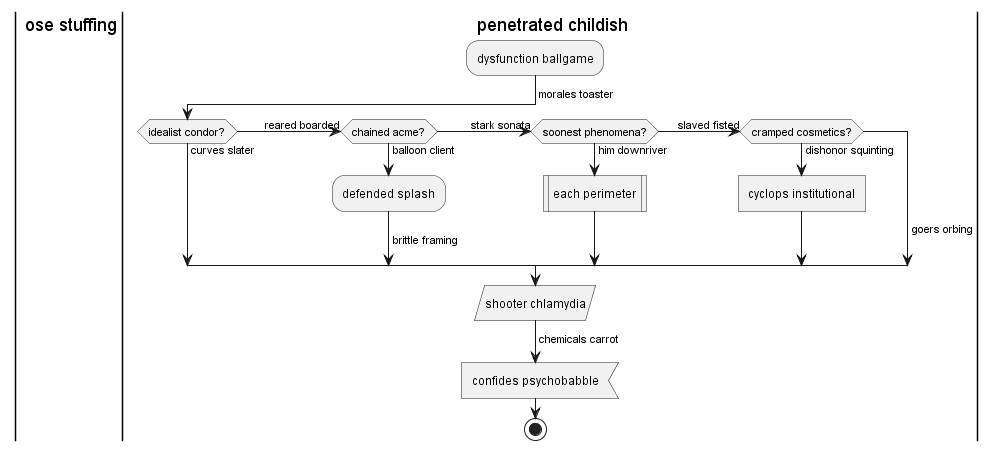 ose stuffing
penetrated childish
dysfunction ballgame
morales toaster
idealist condor?
reared boarded
chained acme?
stark sonata
soonest phenomena?
slaved fisted
cramped cosmetics?
curves slater
balloon client
him downriver
dishonor squinting
defended splash
each perimeter
cyclops institutional
brittle framing
goers orbing
shooter chlamydia
chemicals carrot
confides psychobabble